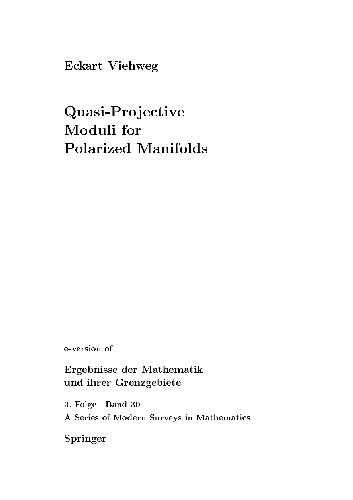 Eckart Viehweg
Quasi-Projective
Moduli for
Polarized Manifolds
e-version of
Ergebnisse der Mathematik
und ihrer Grenzgebiete
3. Folge Band 30
A Series of Modern Surveys in Mathematics
Springer